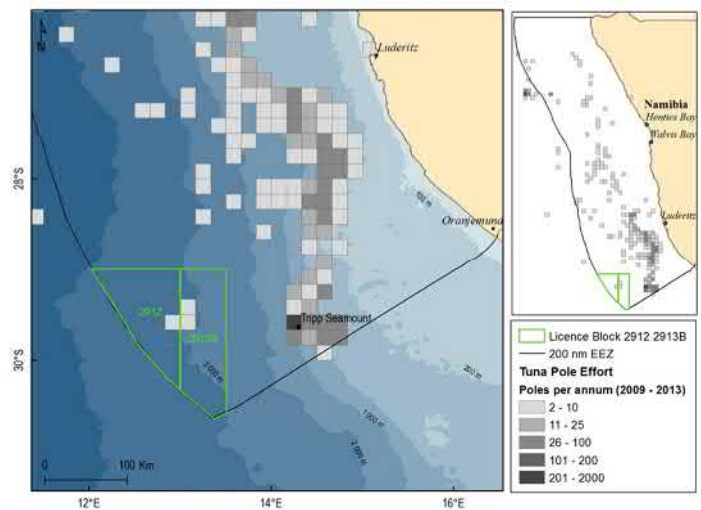 N
Luderitz
28°S
100 m
Oranjemund
2912
2913B
Tripp Seamount
30°S
3 000 m
200 m
1 000 m
2 000 m
0 100 Km
12°E 14°E 16°E
Namibia
Henties Bay
Walvis Bay
Luderitz
Licence Block 2912 2913B
200 nm EEZ
Tuna Pole Effort
Poles per annum (2009 - 2013)
2 - 10
11 - 25
26 - 100
101 - 200
201 - 2000